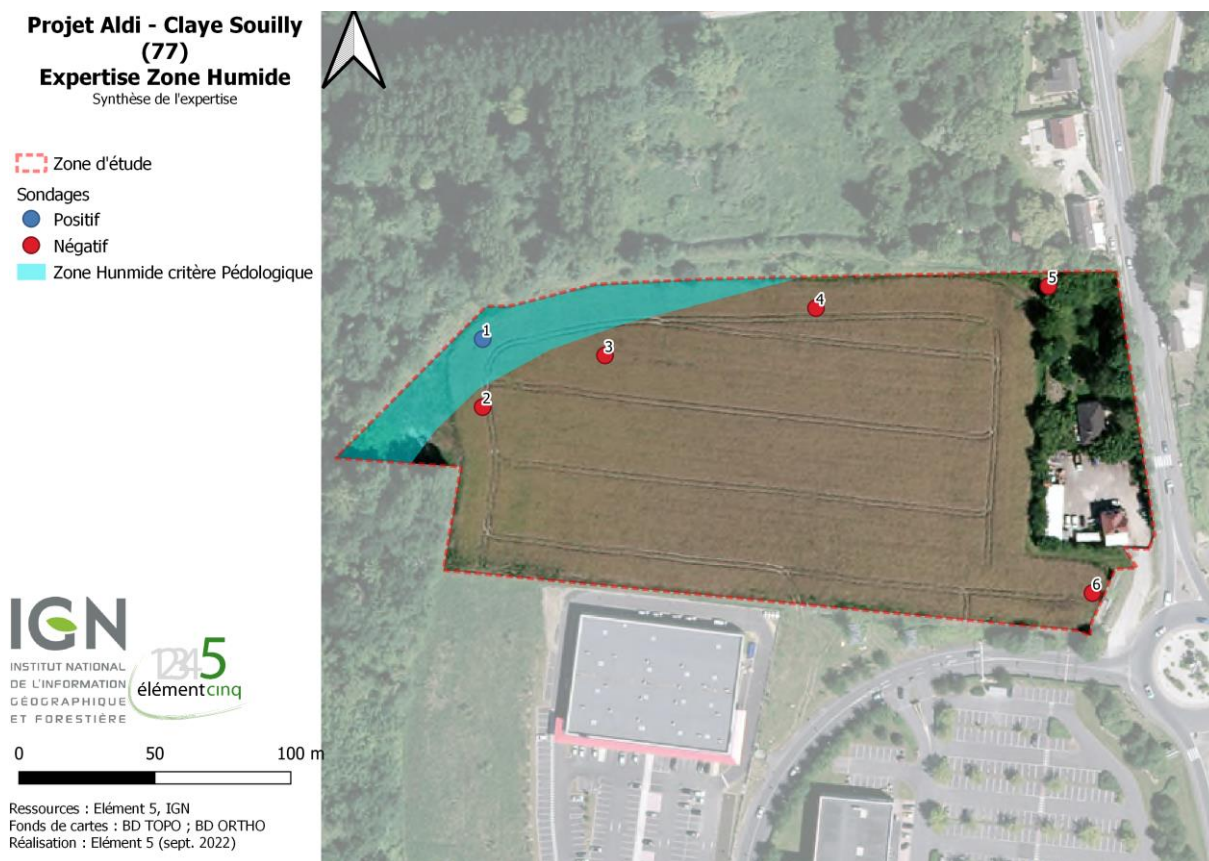 Projet Aldi - Claye Souilly
(77)
Expertise Zone Humide
Synthèse de l'expertise
Zone d'étude
Sondages
Positif
Négatif
Zone Hunmide critère Pédologique
IGN
INSTITUT NATIONAL
DE L'INFORMATION
GÉOGRAPHIQUE
ET FORESTIÈRE
12345
élémentcinq
0 50 100 m
Ressources : Elément 5, IGN
Fonds de cartes : BD TOPO ; BD ORTHO
Réalisation : Elément 5 (sept. 2022)
5
4
1
3
2
6